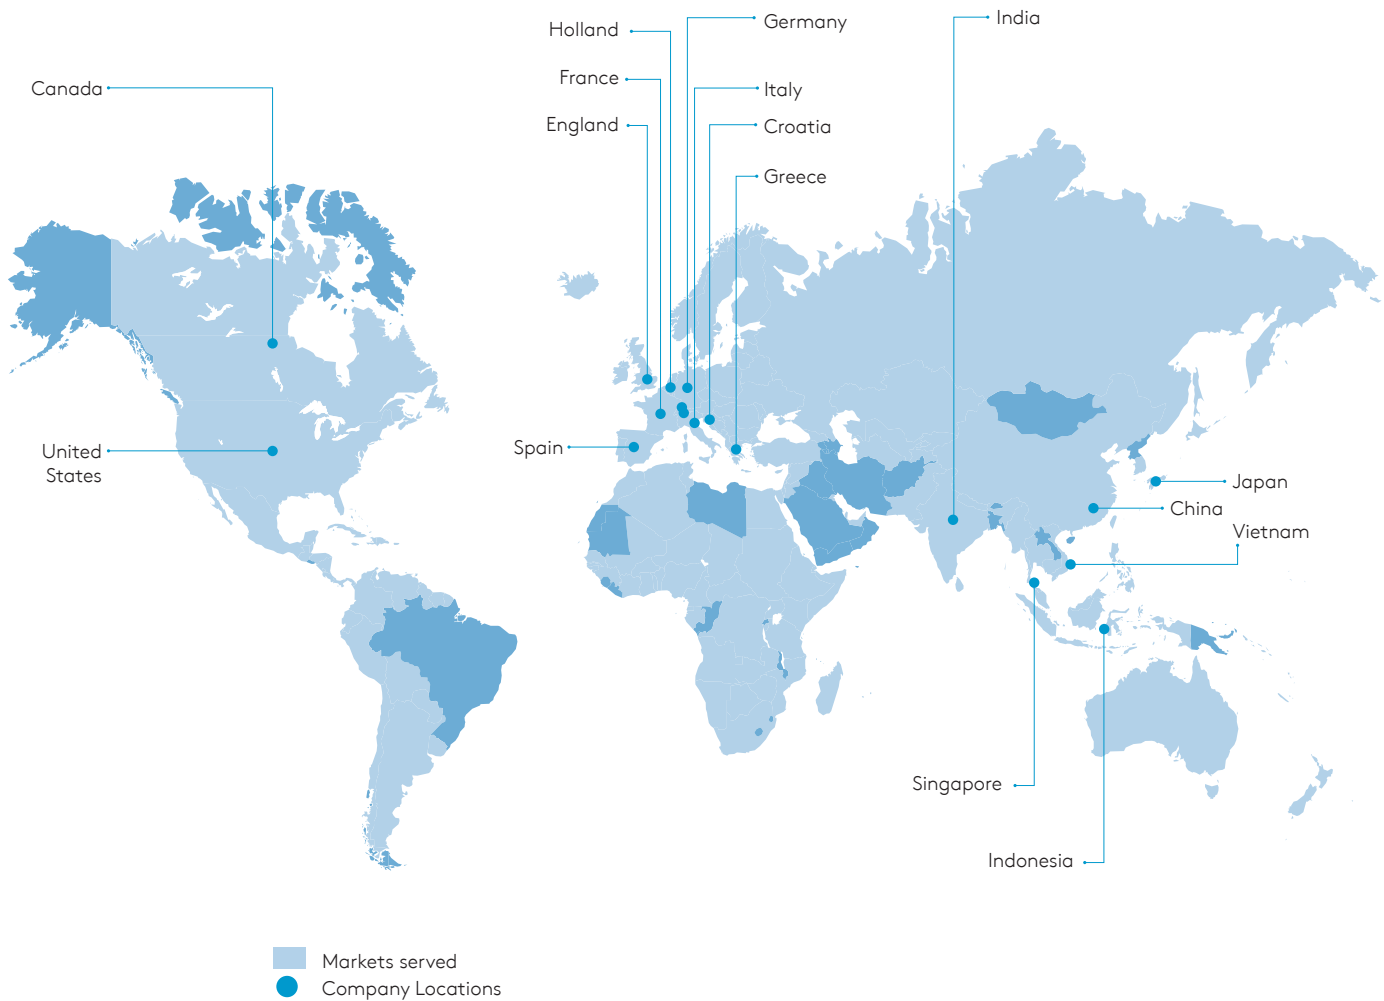 Germany
India
Holland
France
Canada
Italy
England
Croatia
Greece
Spain
United
States
Japan
China
Vietnam
Singapore
Indonesia
Markets served
Company Locations